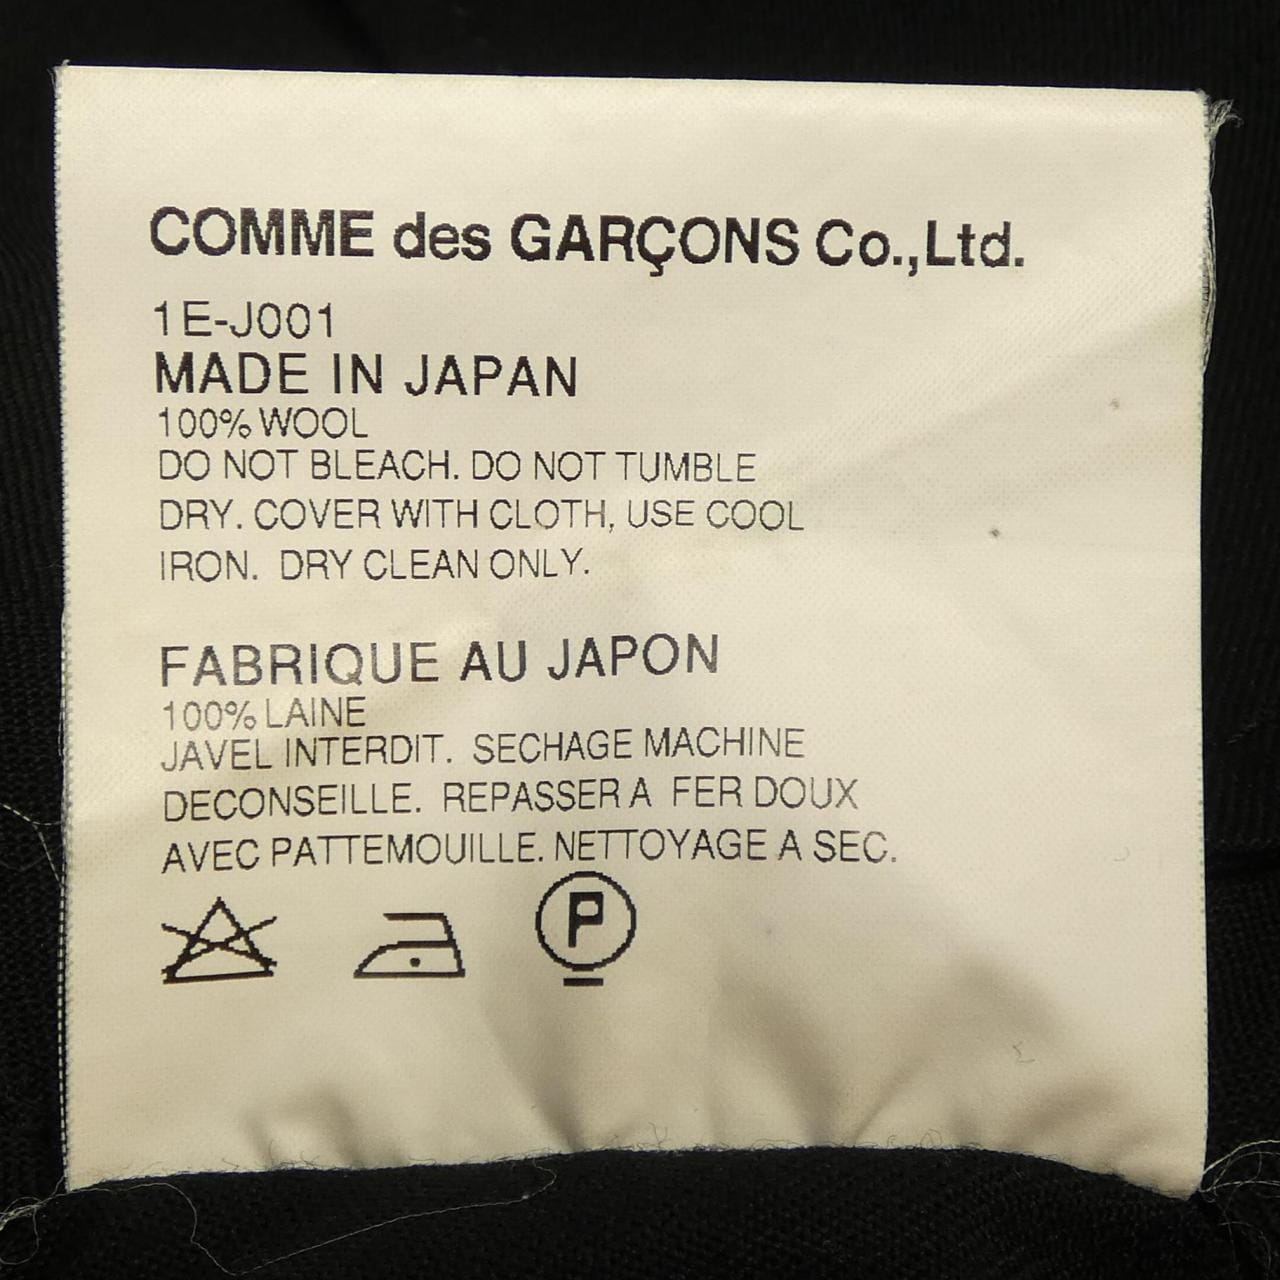 COMME des GARÇONS Co.,Ltd.
1E-J001
MADE IN JAPAN
100% WOOL
DO NOT BLEACH. DO NOT TUMBLE
DRY. COVER WITH CLOTH, USE COOL
IRON. DRY CLEAN ONLY.
FABRIQUE AU JAPON
100% LAINE
JAVEL INTERDIT. SECHAGE MACHINE
DECONSEILLE. REPASSER A FER DOUX
AVEC PATTEMOUILLE. NETTOYAGE A SEC.
P